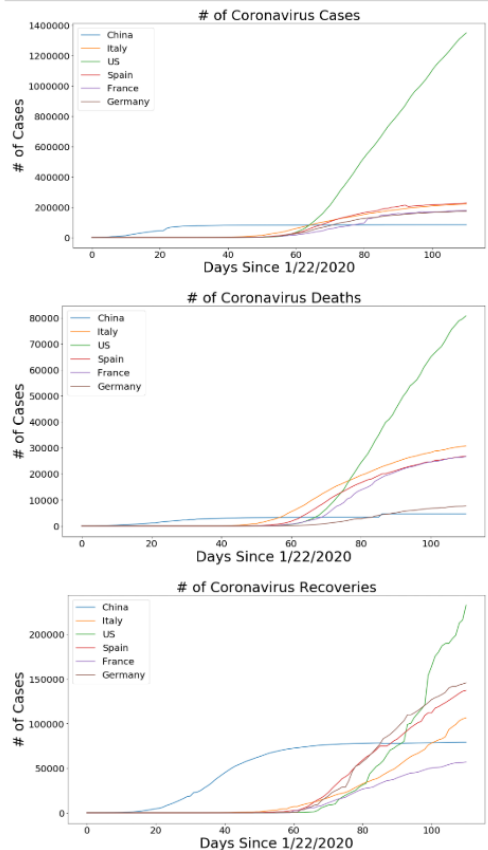 # of Coronavirus Cases
China
Italy
US
Spain
France
Germany
# of Cases
1400000
1200000
1000000
800000
600000
400000
200000
0
0 20 40 60 80 100
Days Since 1/22/2020
# of Coronavirus Deaths
China
Italy
US
Spain
France
Germany
# of Cases
80000
70000
60000
50000
40000
30000
20000
10000
0
0 20 40 60 80 100
Days Since 1/22/2020
# of Coronavirus Recoveries
China
Italy
US
Spain
France
Germany
# of Cases
200000
150000
100000
50000
0
0 20 40 60 80 100
Days Since 1/22/2020